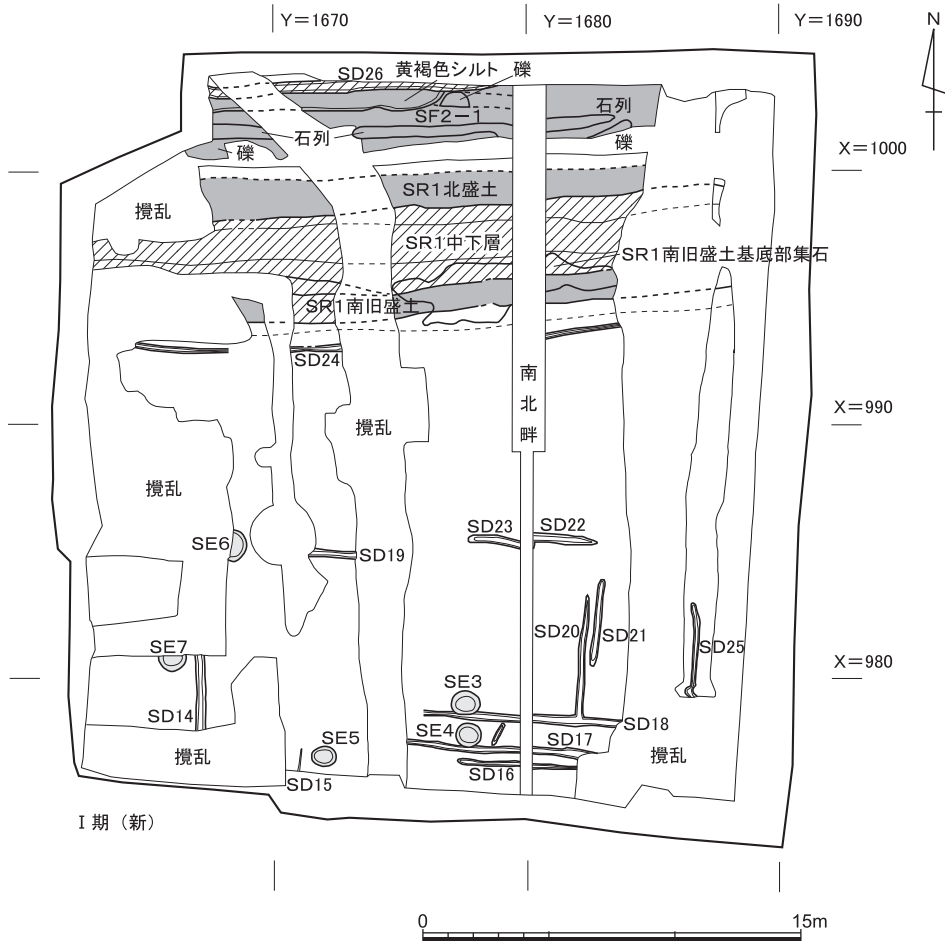 Y=1670
Y=1680
Y=1690
N
SD26
黄褐色シルト
礫
SF2-1
石列
石列
礫
礫
X=1000
SR1北盛土
攪乱
SR1中下層
SR1南旧盛土基底部集石
SR1南旧盛土
SD24
南北畔
X=990
攪乱
攪乱
SD23
SD22
SE6
SD19
SD20
SD21
SD25
SE7
X=980
SE3
SD14
SD18
SE4
SD17
攪乱
SE5
攪乱
SD16
SD15
Ⅰ期(新)
0
15m